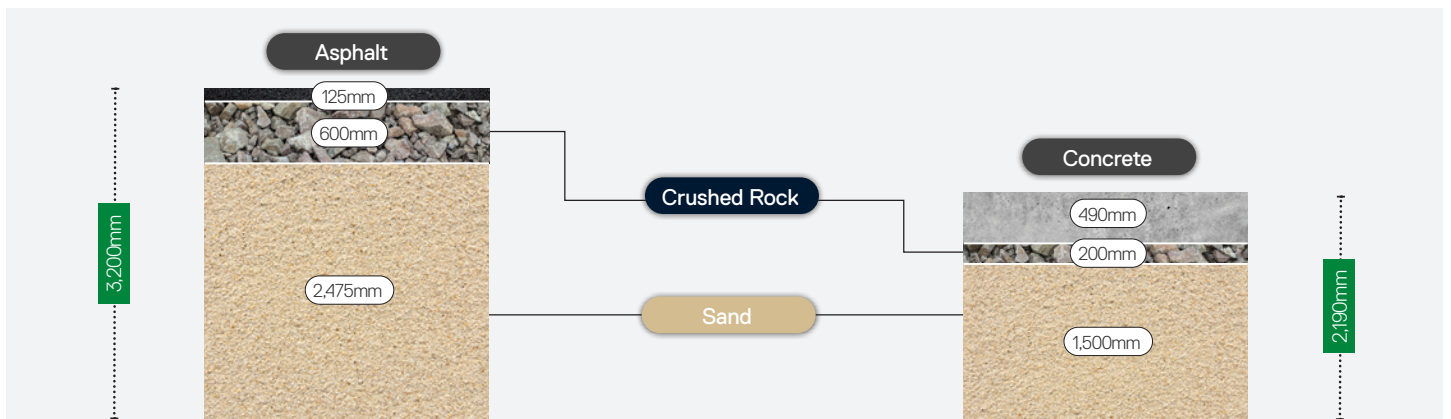 Asphalt
125mm
600mm
3,200mm
2,475mm
Crushed Rock
Sand
Concrete
490mm
200mm
1,500mm
2,190mm